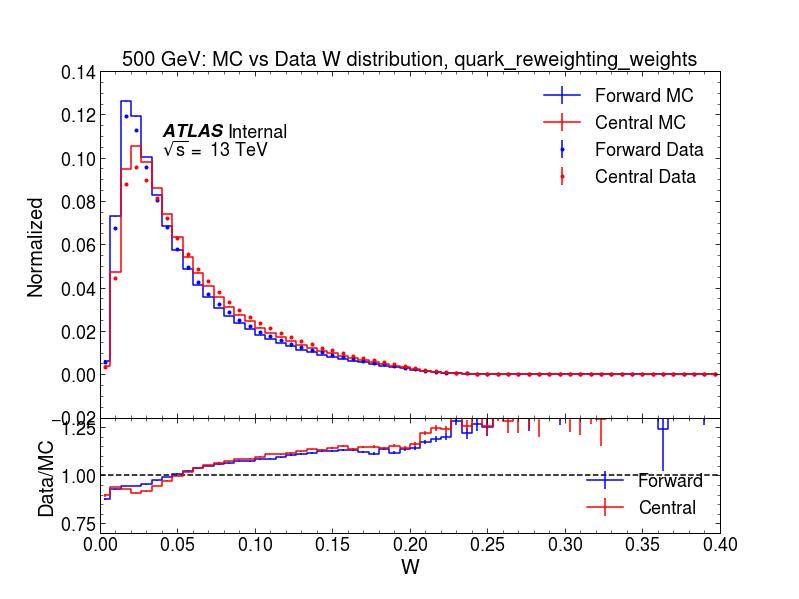 500 GeV: MC vs Data W distribution, quark_reweighting_weights
0.14
0.12
0.10
0.08
0.06
0.04
0.02
0.00
−0.02
Normalized
ATLAS Internal
√s = 13 TeV
Forward MC
Central MC
Forward Data
Central Data
1.25
1.00
0.75
Data/MC
Forward
Central
0.00 0.05 0.10 0.15 0.20 0.25 0.30 0.35 0.40
W